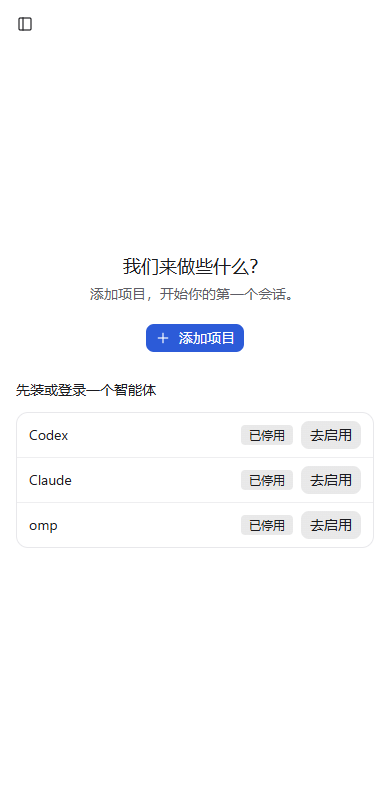 我们来做些什么？
添加项目，开始你的第一个会话。
添加项目
先装或登录一个智能体
Codex 已停用 去启用
Claude 已停用 去启用
omp 已停用 去启用